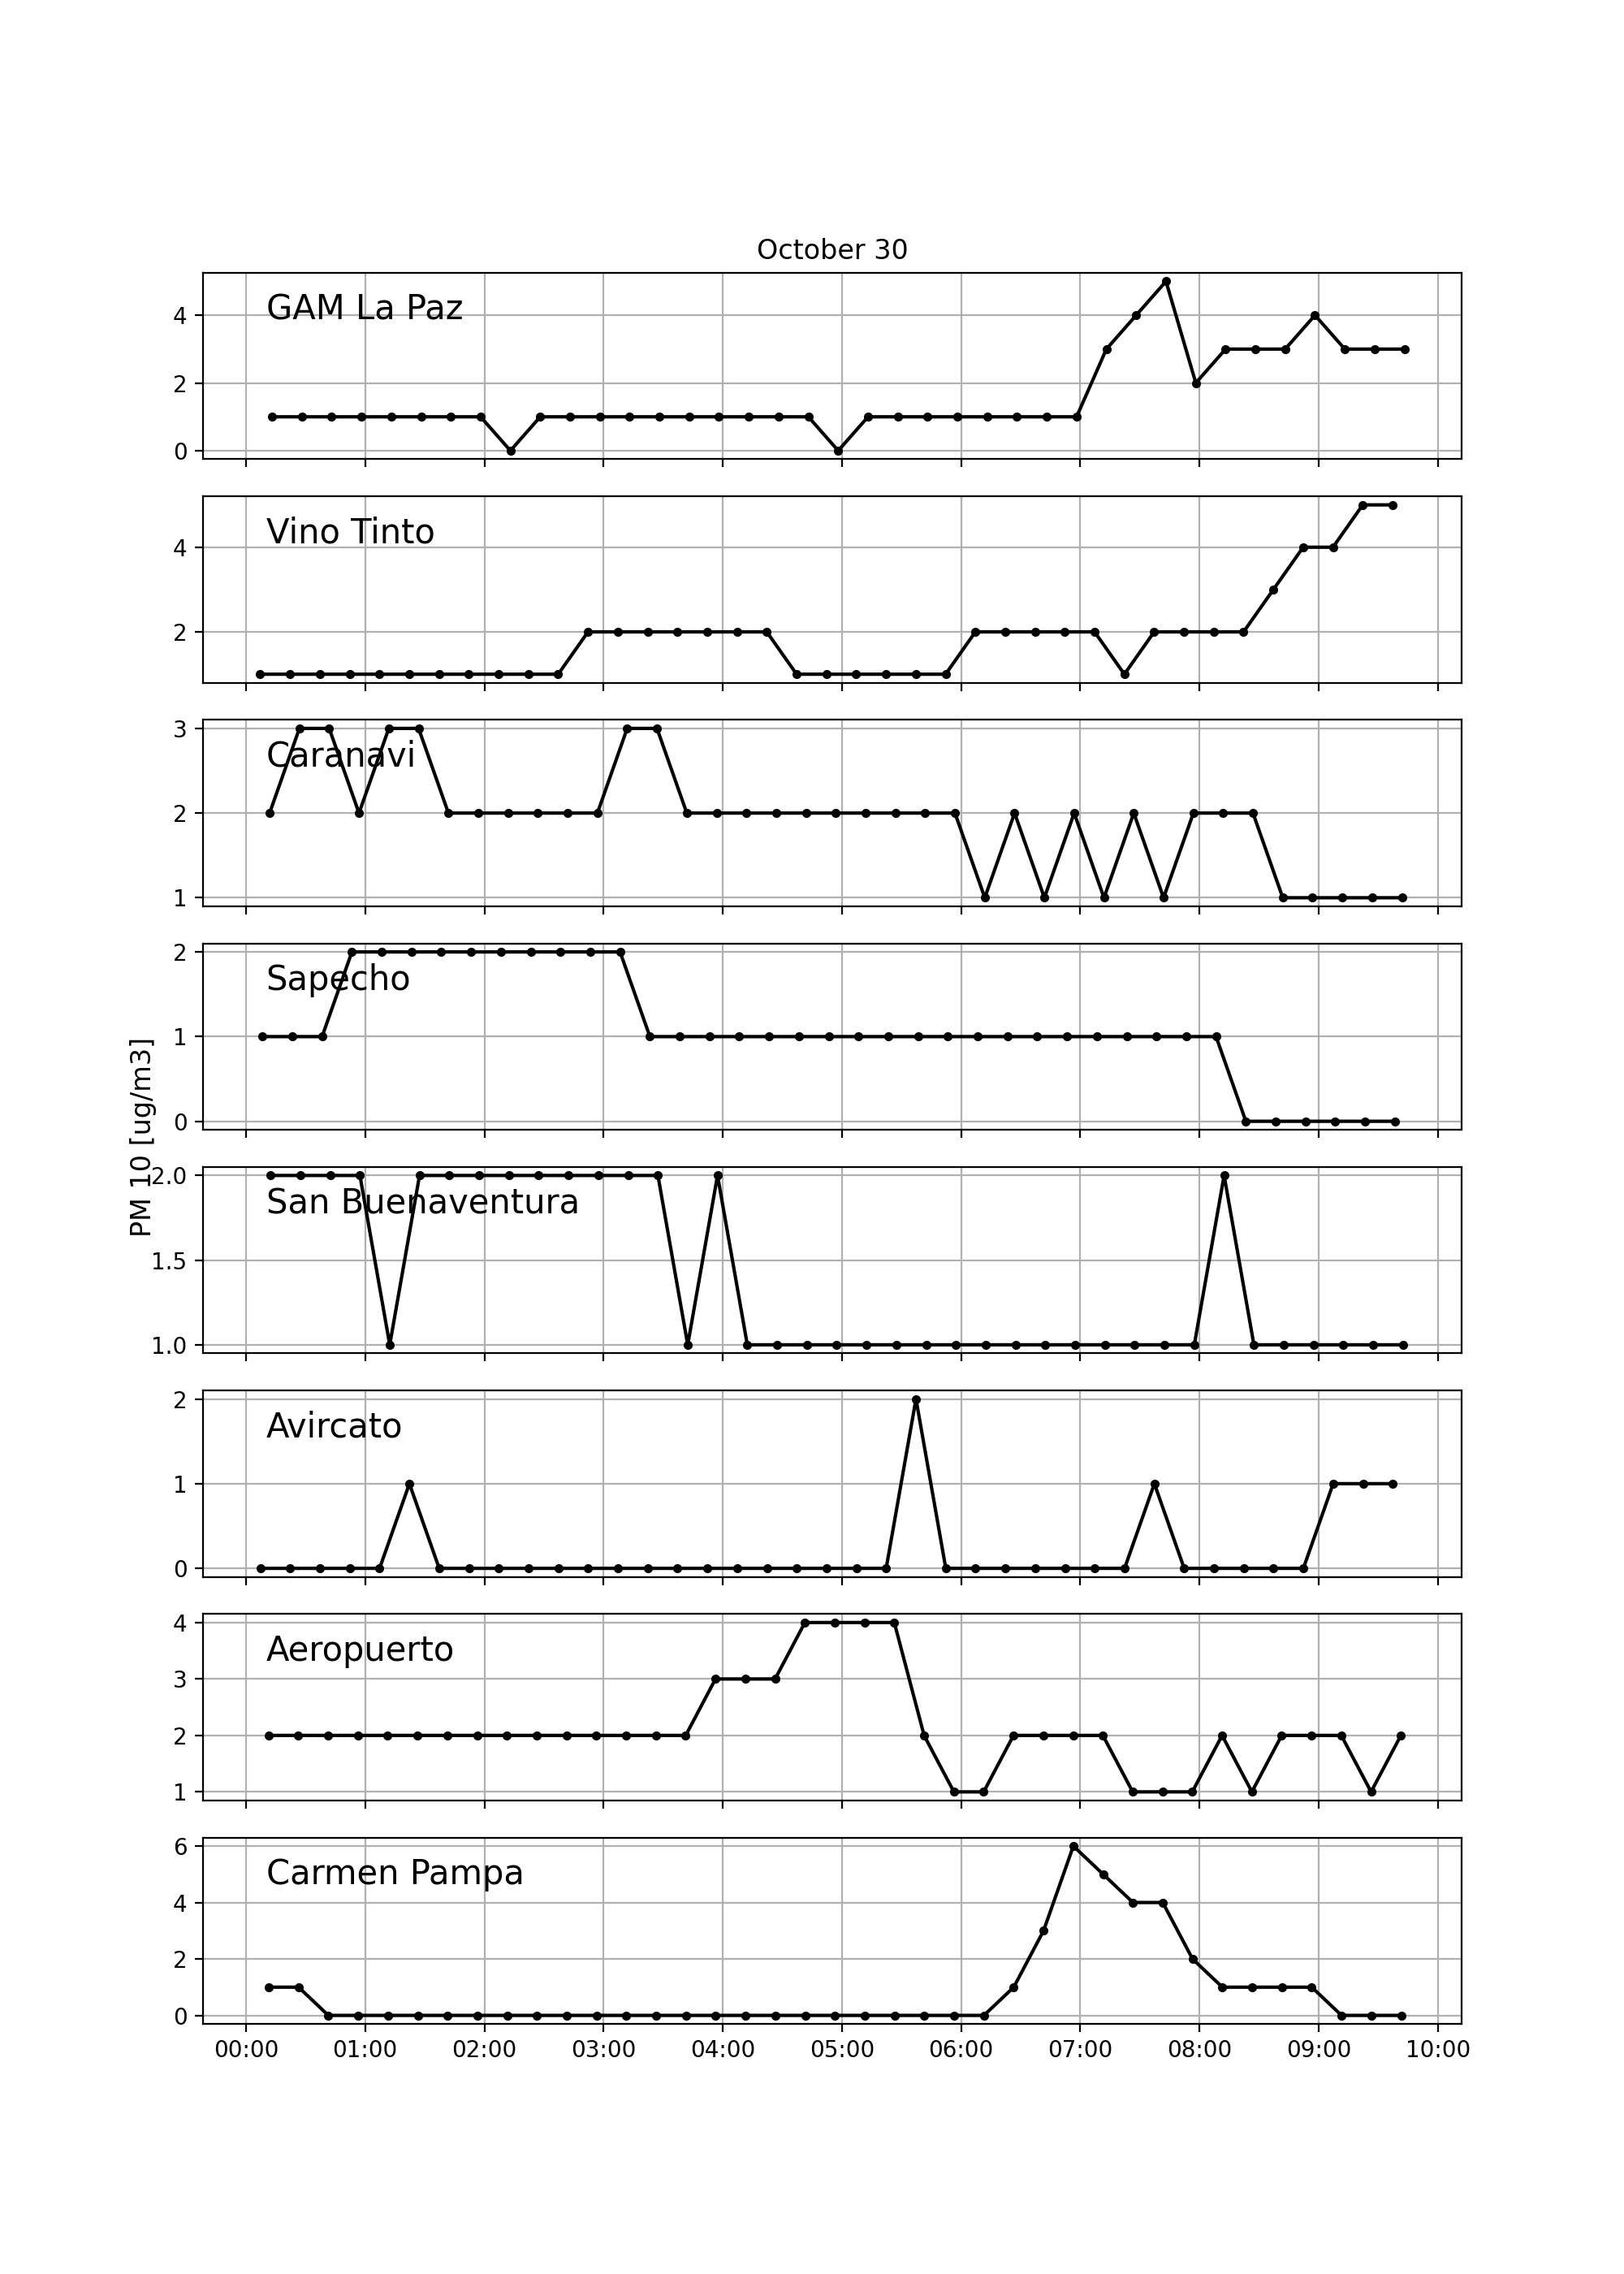 October 30
GAM La Paz
4
2
0
Vino Tinto
4
2
Caranavi
3
2
1
Sapecho
2
1
0
PM 10 [ug/m3]
San Buenaventura
2.0
1.5
1.0
Avircato
2
1
0
Aeropuerto
4
3
2
1
Carmen Pampa
6
4
2
0
00:00 01:00 02:00 03:00 04:00 05:00 06:00 07:00 08:00 09:00 10:00